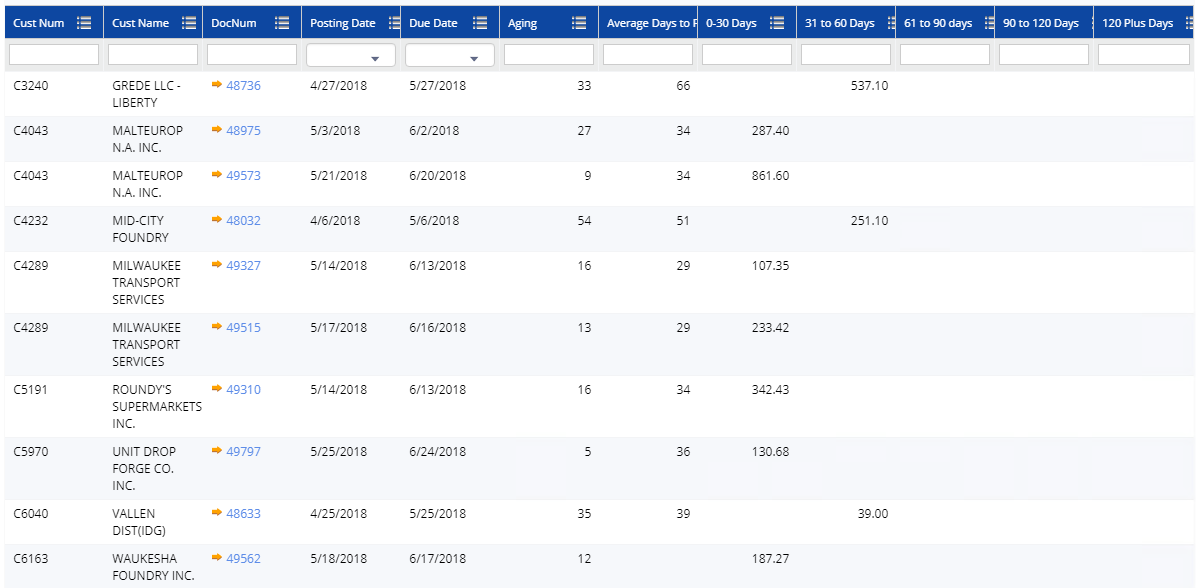 Cust Num Cust Name DocNum Posting Date Due Date Aging Average Days to 0-30 Days 31 to 60 Days 61 to 90 days 90 to 120 Days 120 Plus Days
C3240 GREDE LLC - 48736 4/27/2018 5/27/2018 33 66 537.10
LIBERTY
C4043 MALTEUROP 48975 5/3/2018 6/2/2018 27 34 287.40
N.A. INC.
C4043 MALTEUROP 49573 5/21/2018 6/20/2018 9 34 861.60
N.A. INC.
C4232 MID-CITY 48032 4/6/2018 5/6/2018 54 51 251.10
FOUNDRY
C4289 MILWAUKEE 49327 5/14/2018 6/13/2018 16 29 107.35
TRANSPORT
SERVICES
C4289 MILWAUKEE 49515 5/17/2018 6/16/2018 13 29 233.42
TRANSPORT
SERVICES
C5191 ROUNDY'S 49310 5/14/2018 6/13/2018 16 34 342.43
SUPERMARKETS
INC.
C5970 UNIT DROP 49797 5/25/2018 6/24/2018 5 36 130.68
FORGE CO.
INC.
C6040 VALLEN 48633 4/25/2018 5/25/2018 35 39 39.00
DIST(IDG)
C6163 WAUKESHA 49562 5/18/2018 6/17/2018 12 187.27
FOUNDRY INC.